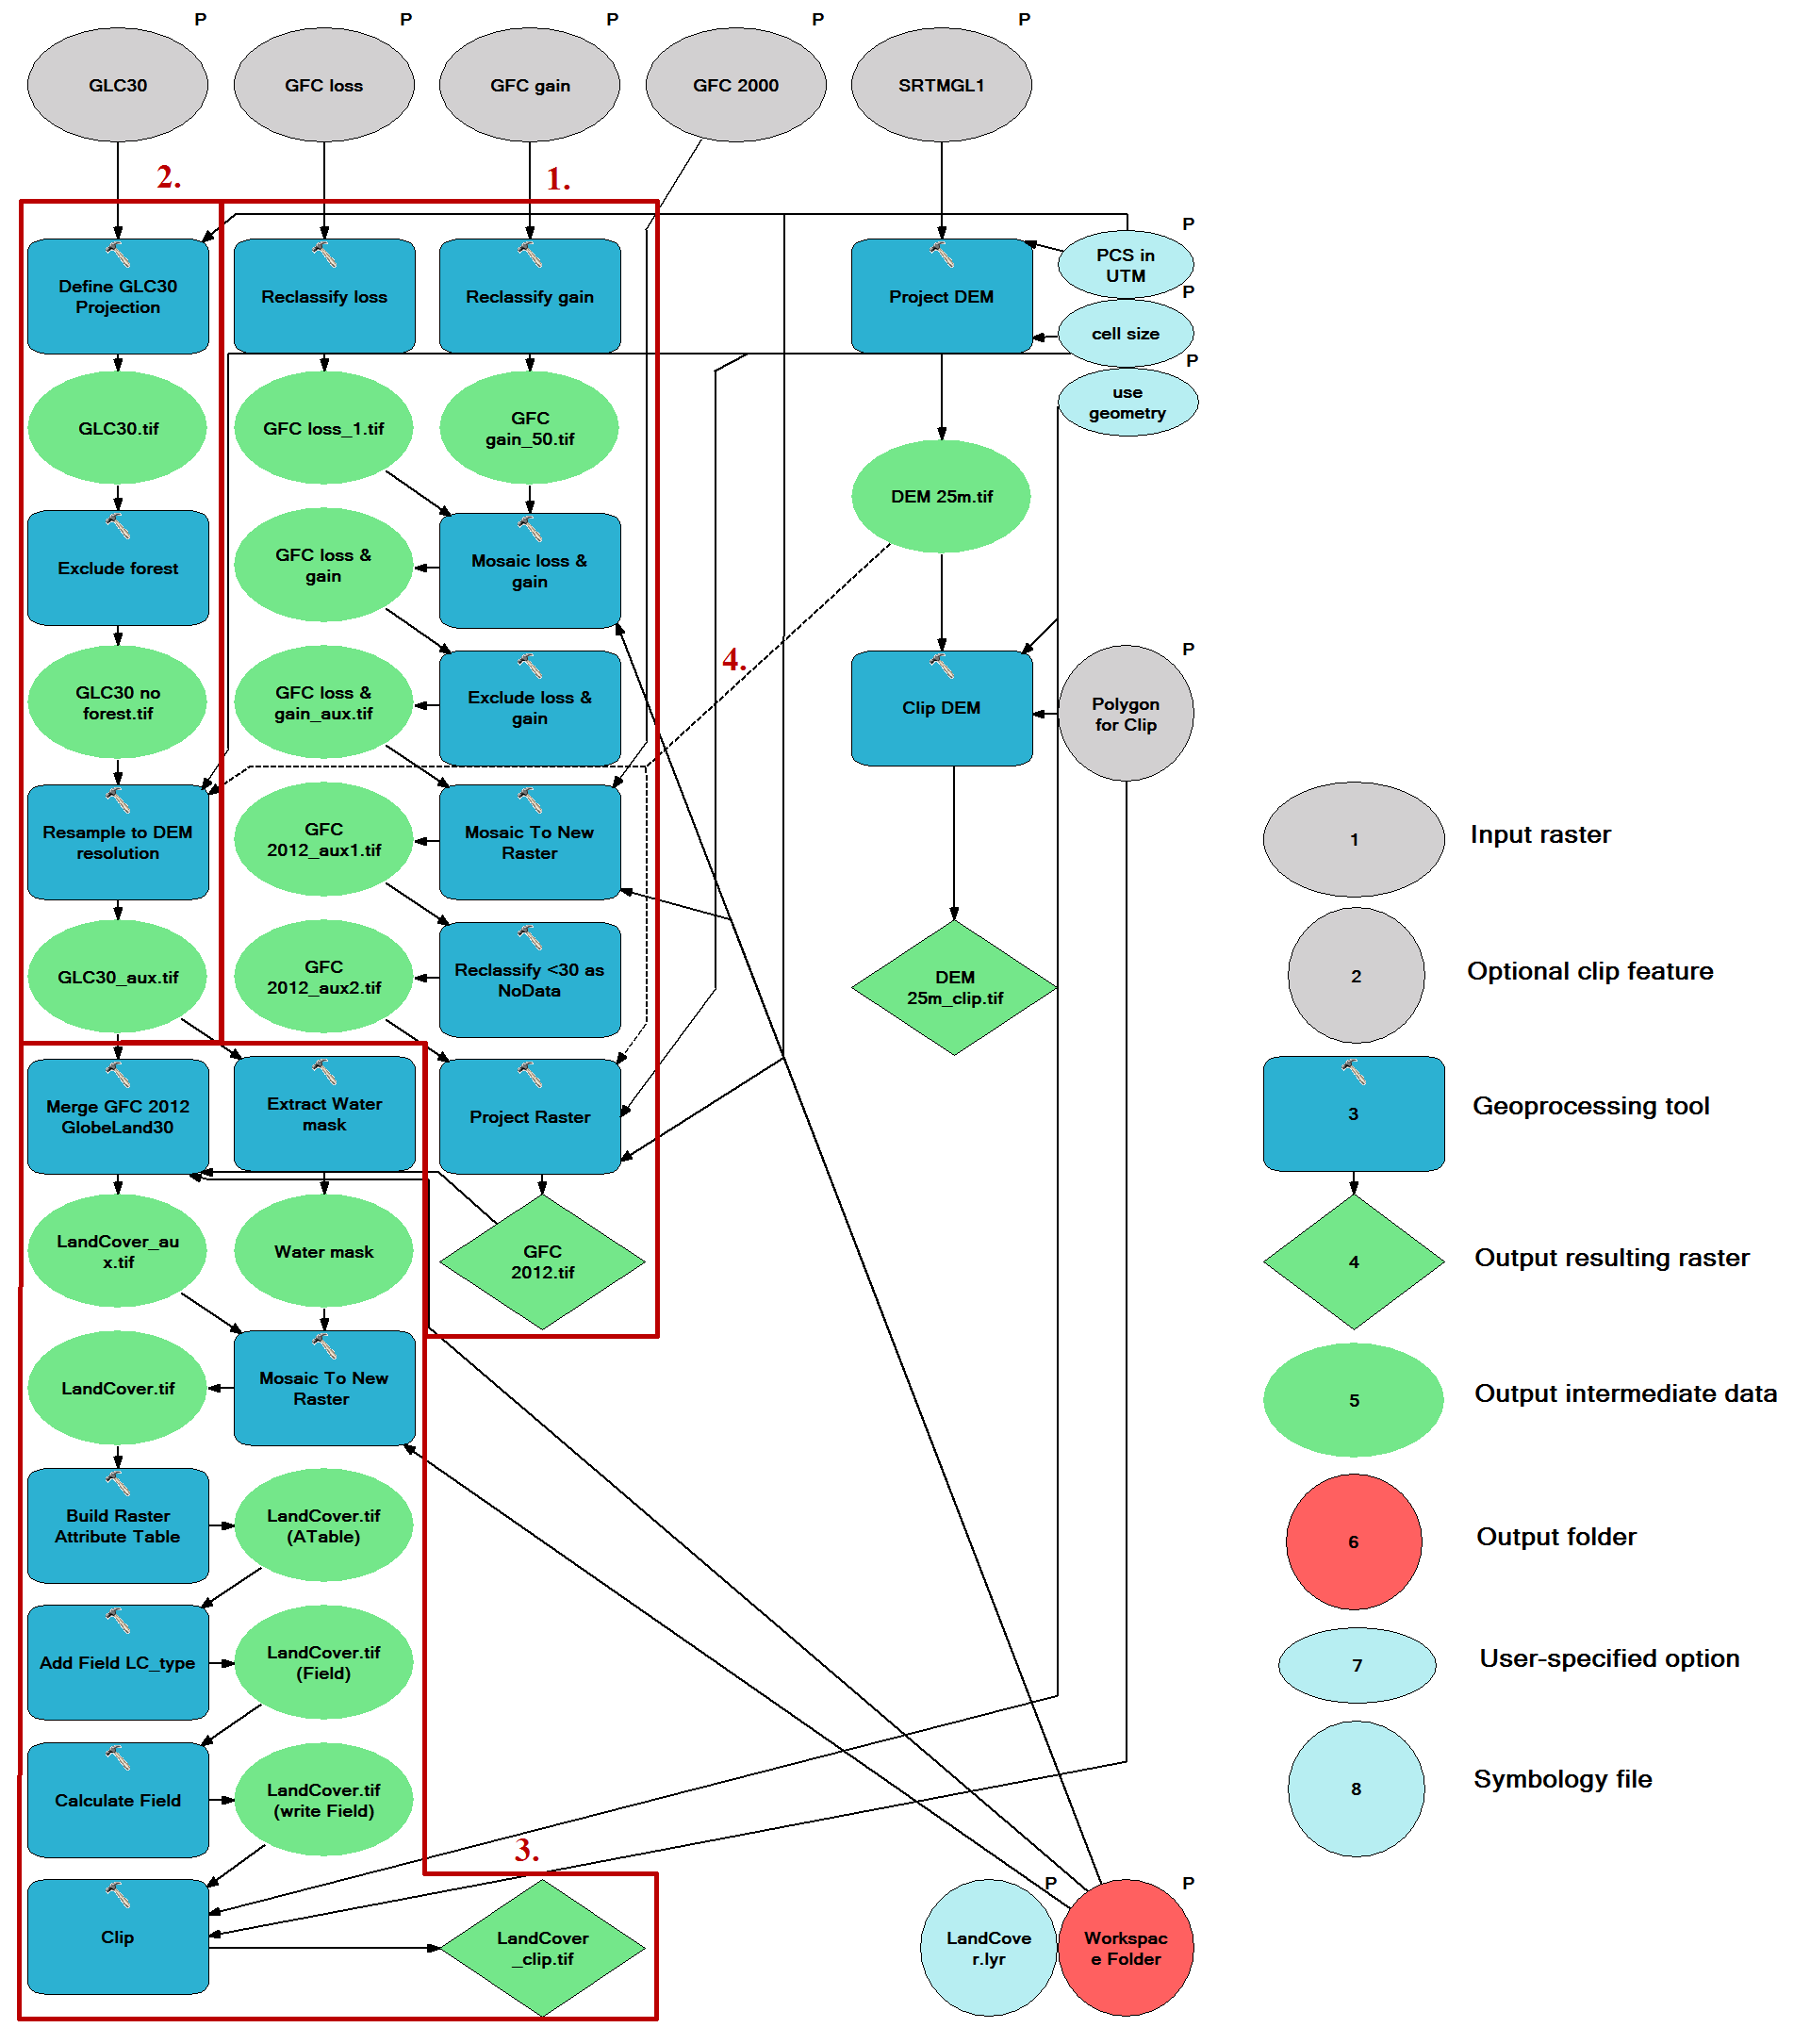 P
P
P
P
P
GLC30
GFC loss
GFC gain
GFC 2000
SRTMGL1
2.
1.
P
Define GLC30
Projection
Reclassify loss
Reclassify gain
Project DEM
PCS in
UTM
P
cell size
P
use
geometry
GLC30.tif
GFC loss_1.tif
GFC
gain_50.tif
DEM 25m.tif
Exclude forest
GFC loss &
gain
Mosaic loss &
gain
4.
P
GLC30 no
forest.tif
GFC loss &
gain_aux.tif
Exclude loss &
gain
Clip DEM
Polygon
for Clip
Resample to DEM
resolution
GFC
2012_aux1.tif
Mosaic To New
Raster
1
Input raster
GLC30_aux.tif
GFC
2012_aux2.tif
Reclassify <30 as
NoData
DEM
25m_clip.tif
2
Optional clip feature
Merge GFC 2012
GlobeLand30
Extract Water
mask
Project Raster
3
Geoprocessing tool
LandCover_au
x.tif
Water mask
GFC
2012.tif
4
Output resulting raster
LandCover.tif
Mosaic To New
Raster
5
Output intermediate data
Build Raster
Attribute Table
LandCover.tif
(ATable)
6
Output folder
Add Field LC_type
LandCover.tif
(Field)
7
User-specified option
Calculate Field
LandCover.tif
(write Field)
8
Symbology file
3.
P
P
Clip
LandCover
_clip.tif
LandCove
r.lyr
Workspac
e Folder